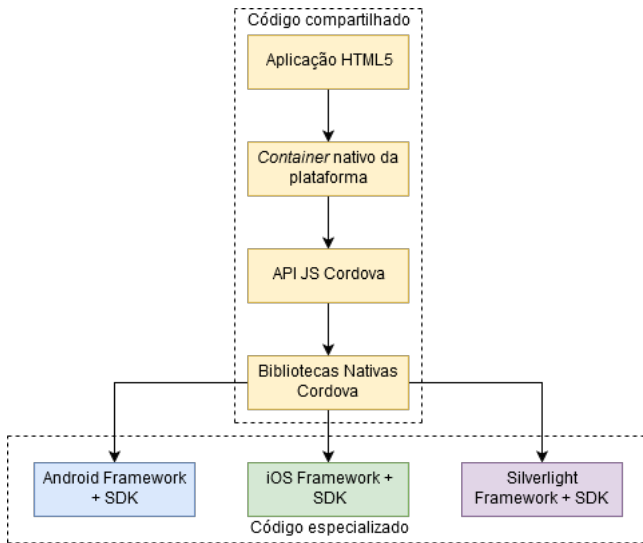 Código compartilhado
Aplicação HTML5
Container nativo da
plataforma
API JS Cordova
Bibliotecas Nativas
Cordova
Android Framework
+ SDK
iOS Framework +
SDK
Silverlight
Framework + SDK
Código especializado